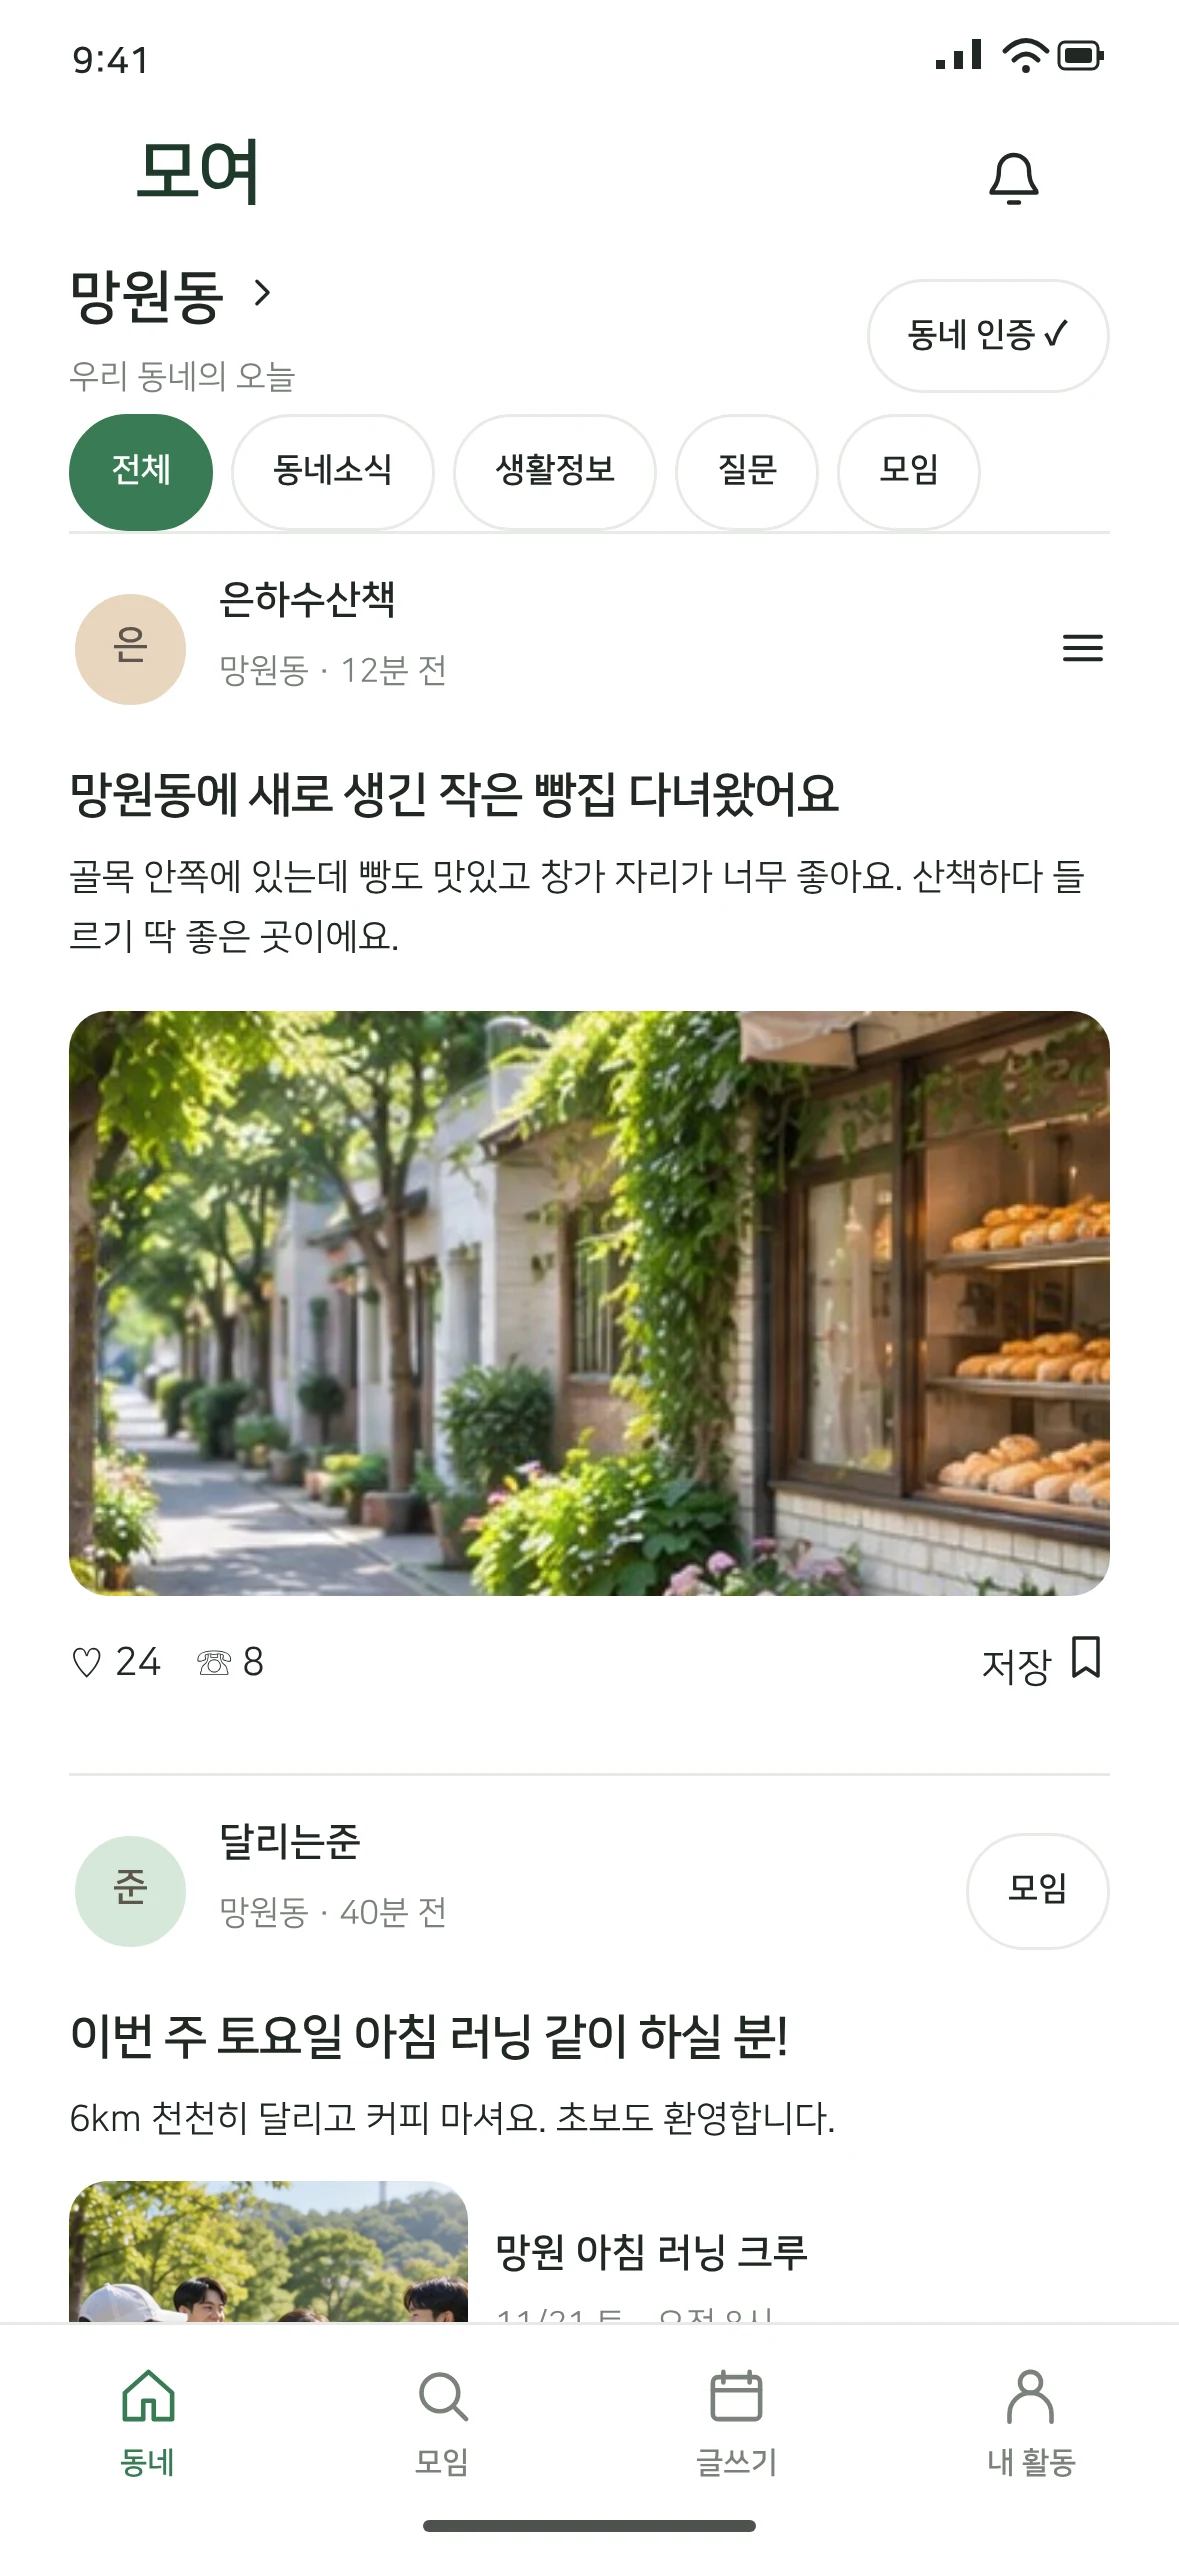 9:41
모여
망원동
동네 인증 ✓
우리 동네의 오늘
전체 동네소식 생활정보 질문 모임
은
은하수산책
망원동 · 12분 전
망원동에 새로 생긴 작은 빵집 다녀왔어요
골목 안쪽에 있는데 빵도 맛있고 창가 자리가 너무 좋아요. 산책하다 들
르기 딱 좋은 곳이에요.
♡ 24 ☏ 8 저장
준
달리는준
망원동 · 40분 전
모임
이번 주 토요일 아침 러닝 같이 하실 분!
6km 천천히 달리고 커피 마셔요. 초보도 환영합니다.
망원 아침 러닝 크루
동네 모임 글쓰기 내 활동